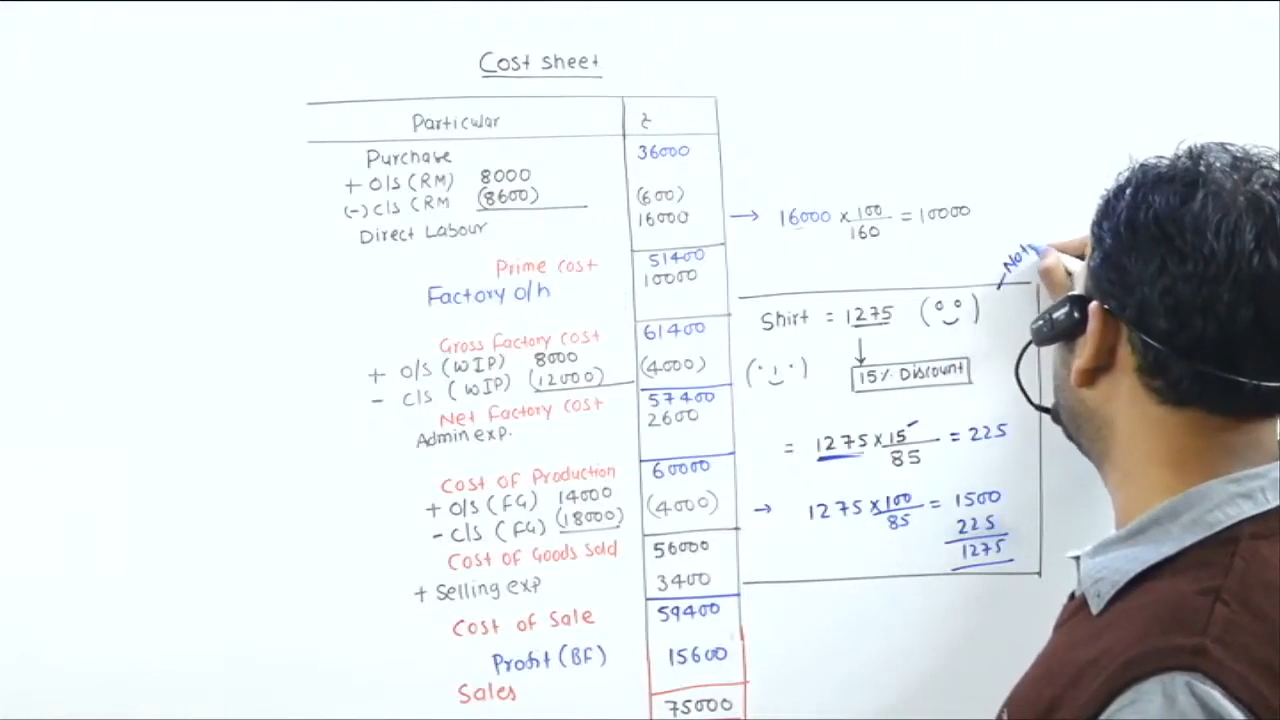 Cost sheet
Particular ₹
Purchase 36000
+ O/S (RM) 8000
(-) C/S (RM (8600) (600)
Direct Labour 16000 → 16000 × 100/160 = 10000
Prime cost 51400
Factory o/h 10000
Gross Factory cost 61400
+ O/S (WIP) 8000
- C/S (WIP) (12000) (4000)
Net Factory cost 57400
Admin exp. 2600
Cost of Production 60000
+ O/S (FG) 14000
- C/S (FG) (18000) (4000)
Cost of Goods Sold 56000
+ Selling exp 3400
Cost of Sale 59400
Profit (BF) 15600
Sales 75000
Not
Shirt = 1275
↓
15% Discount
= 1275 × 15/85 = 225
→ 1275 × 100/85 = 1500
225
1275